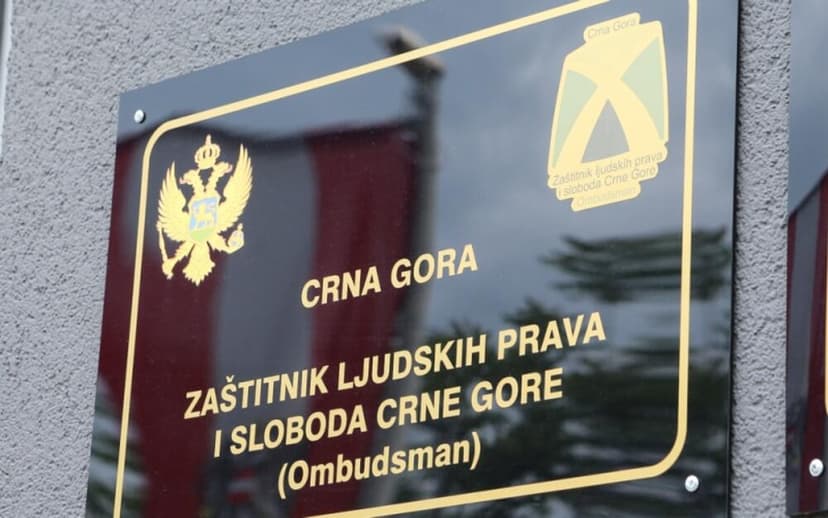 Crna Gora
Zaštitnik ljudskih prava
i sloboda Crne Gore
(Ombudsman)
CRNA GORA
ZAŠTITNIK LJUDSKIH PRAVA
I SLOBODA CRNE GORE
(Ombudsman)